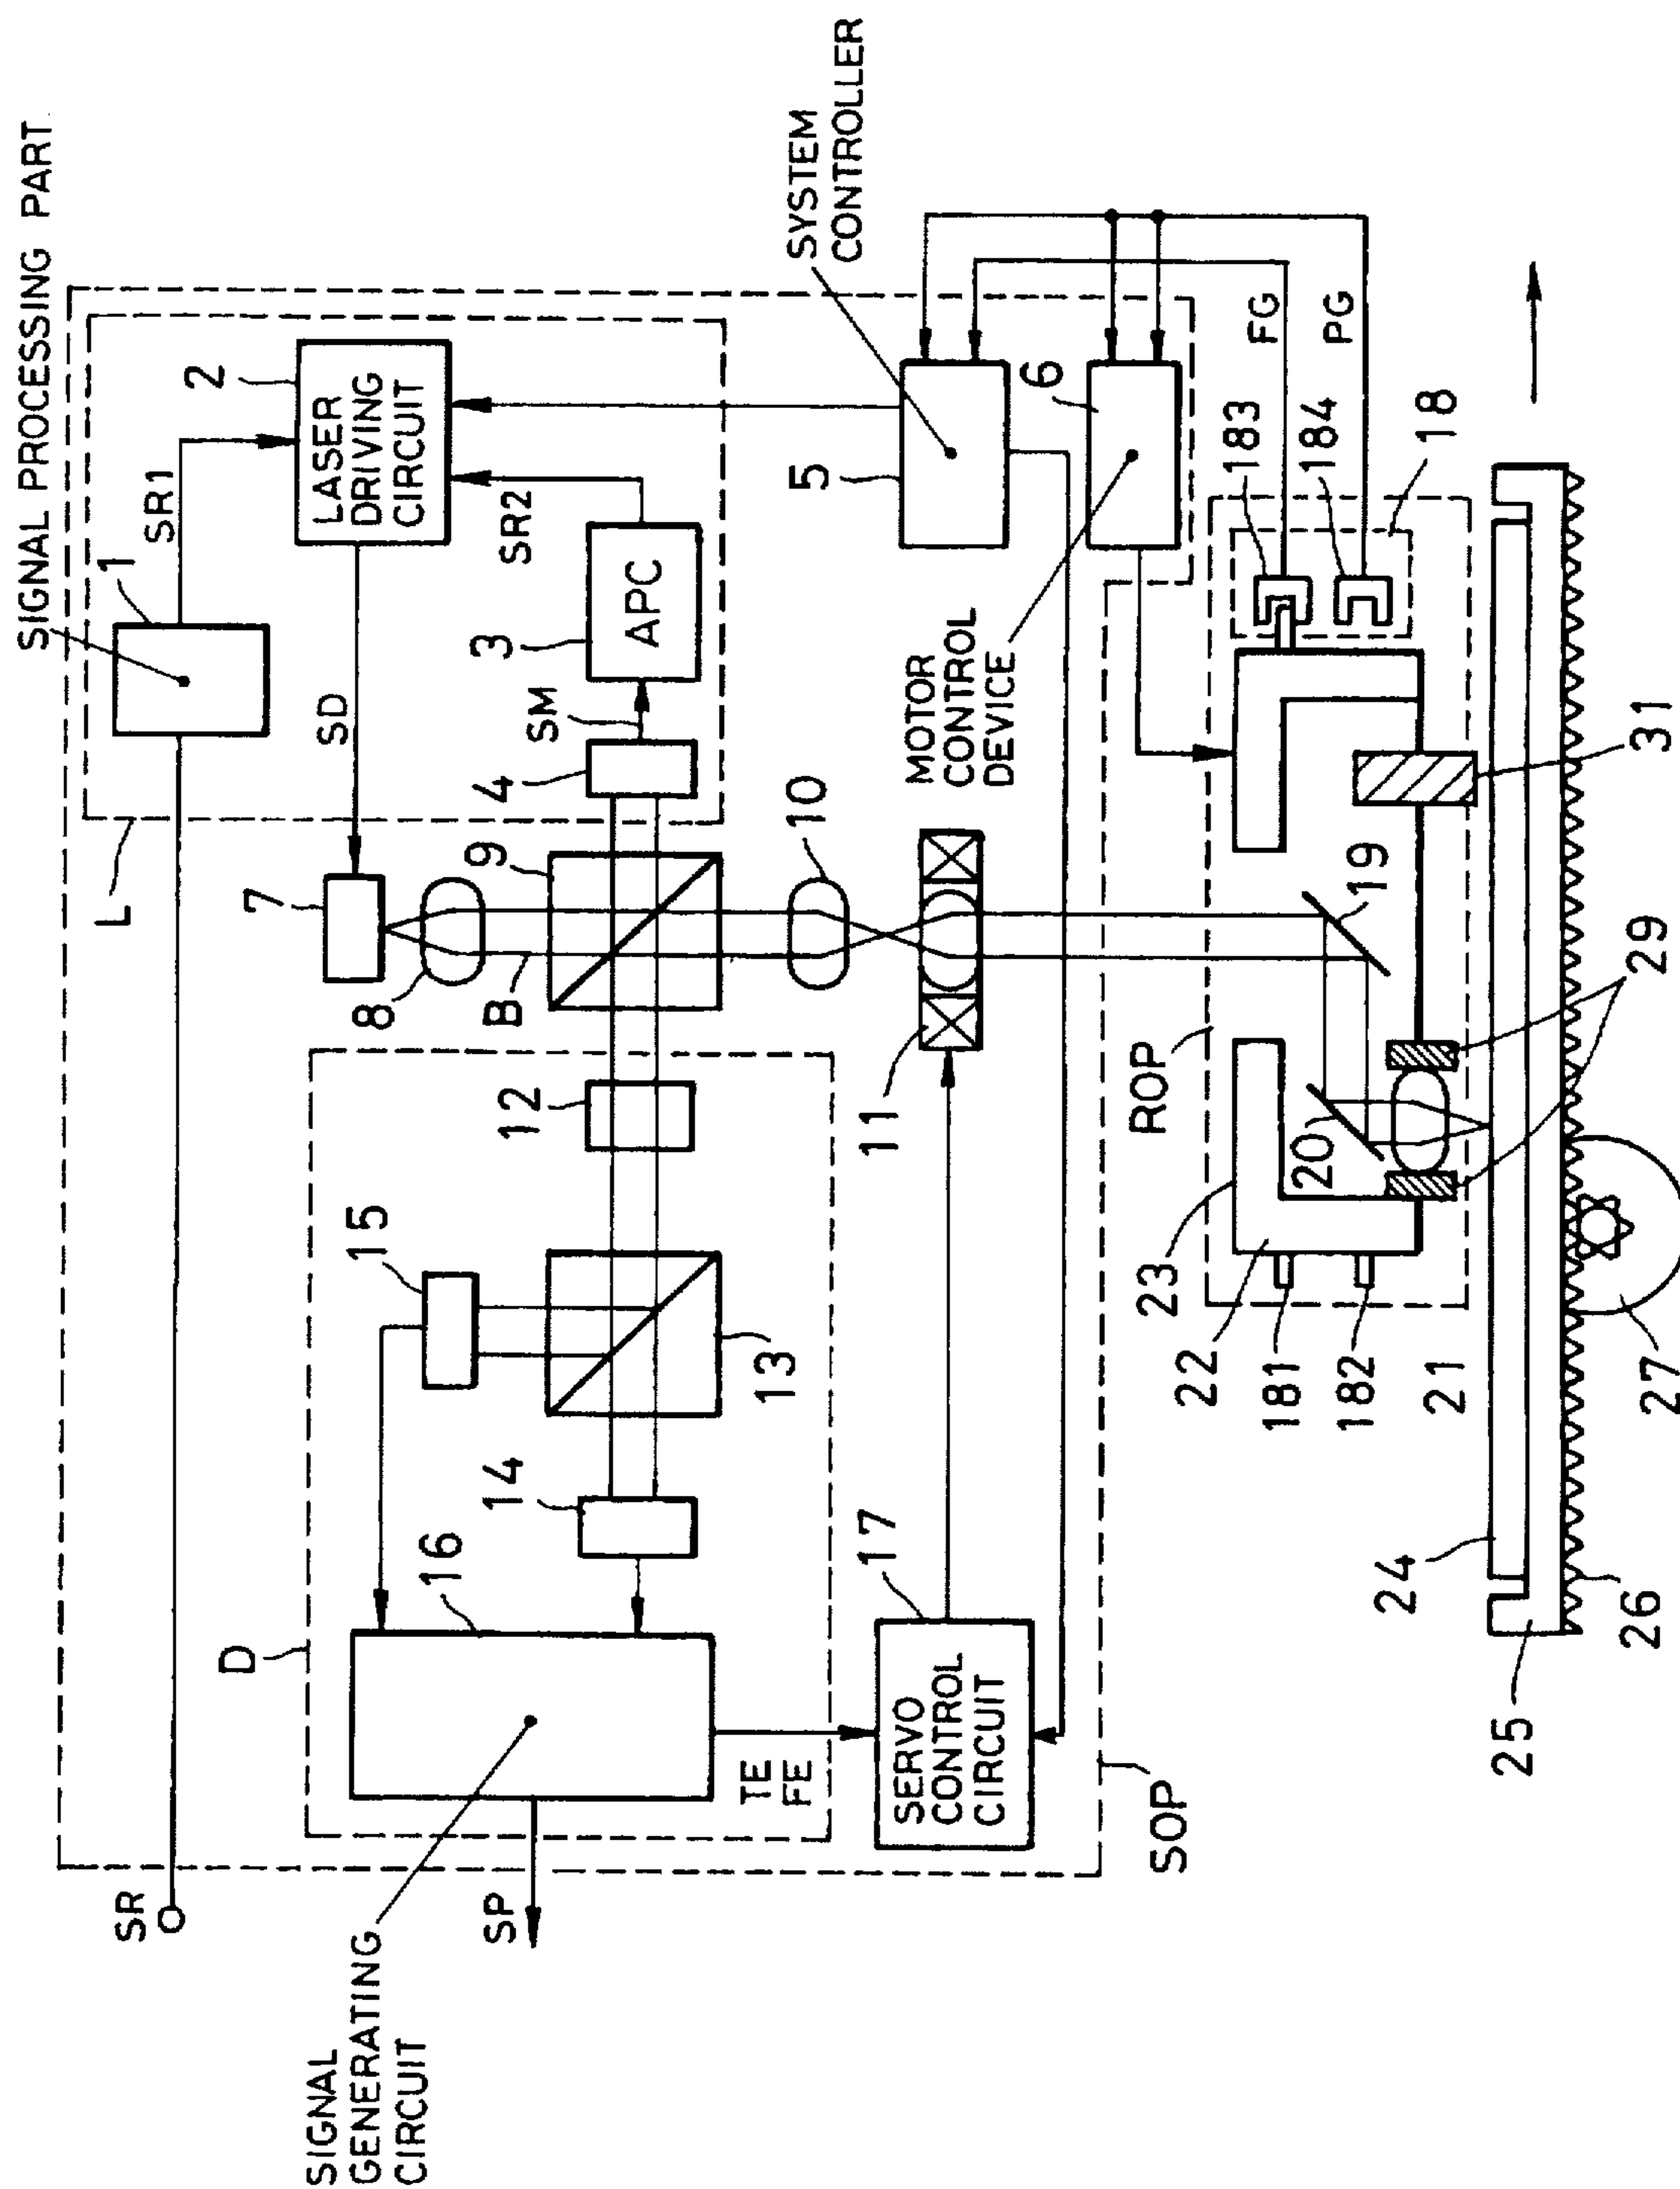 SIGNAL PROCESSING PART
SR
1
SR1
2
LASER
DRIVING
CIRCUIT
SD
SR2
3
APC
SM
4
L
7
8
B
9
10
11
D
12
15
13
14
16
SIGNAL
GENERATING
CIRCUIT
SP
TE
FE
17
SERVO
CONTROL
CIRCUIT
SOP
SYSTEM
CONTROLLER
5
6
MOTOR
CONTROL
DEVICE
FG
PG
183
184
18
ROP
19
20
23
22
181
182
21
29
31
24
25
26
27